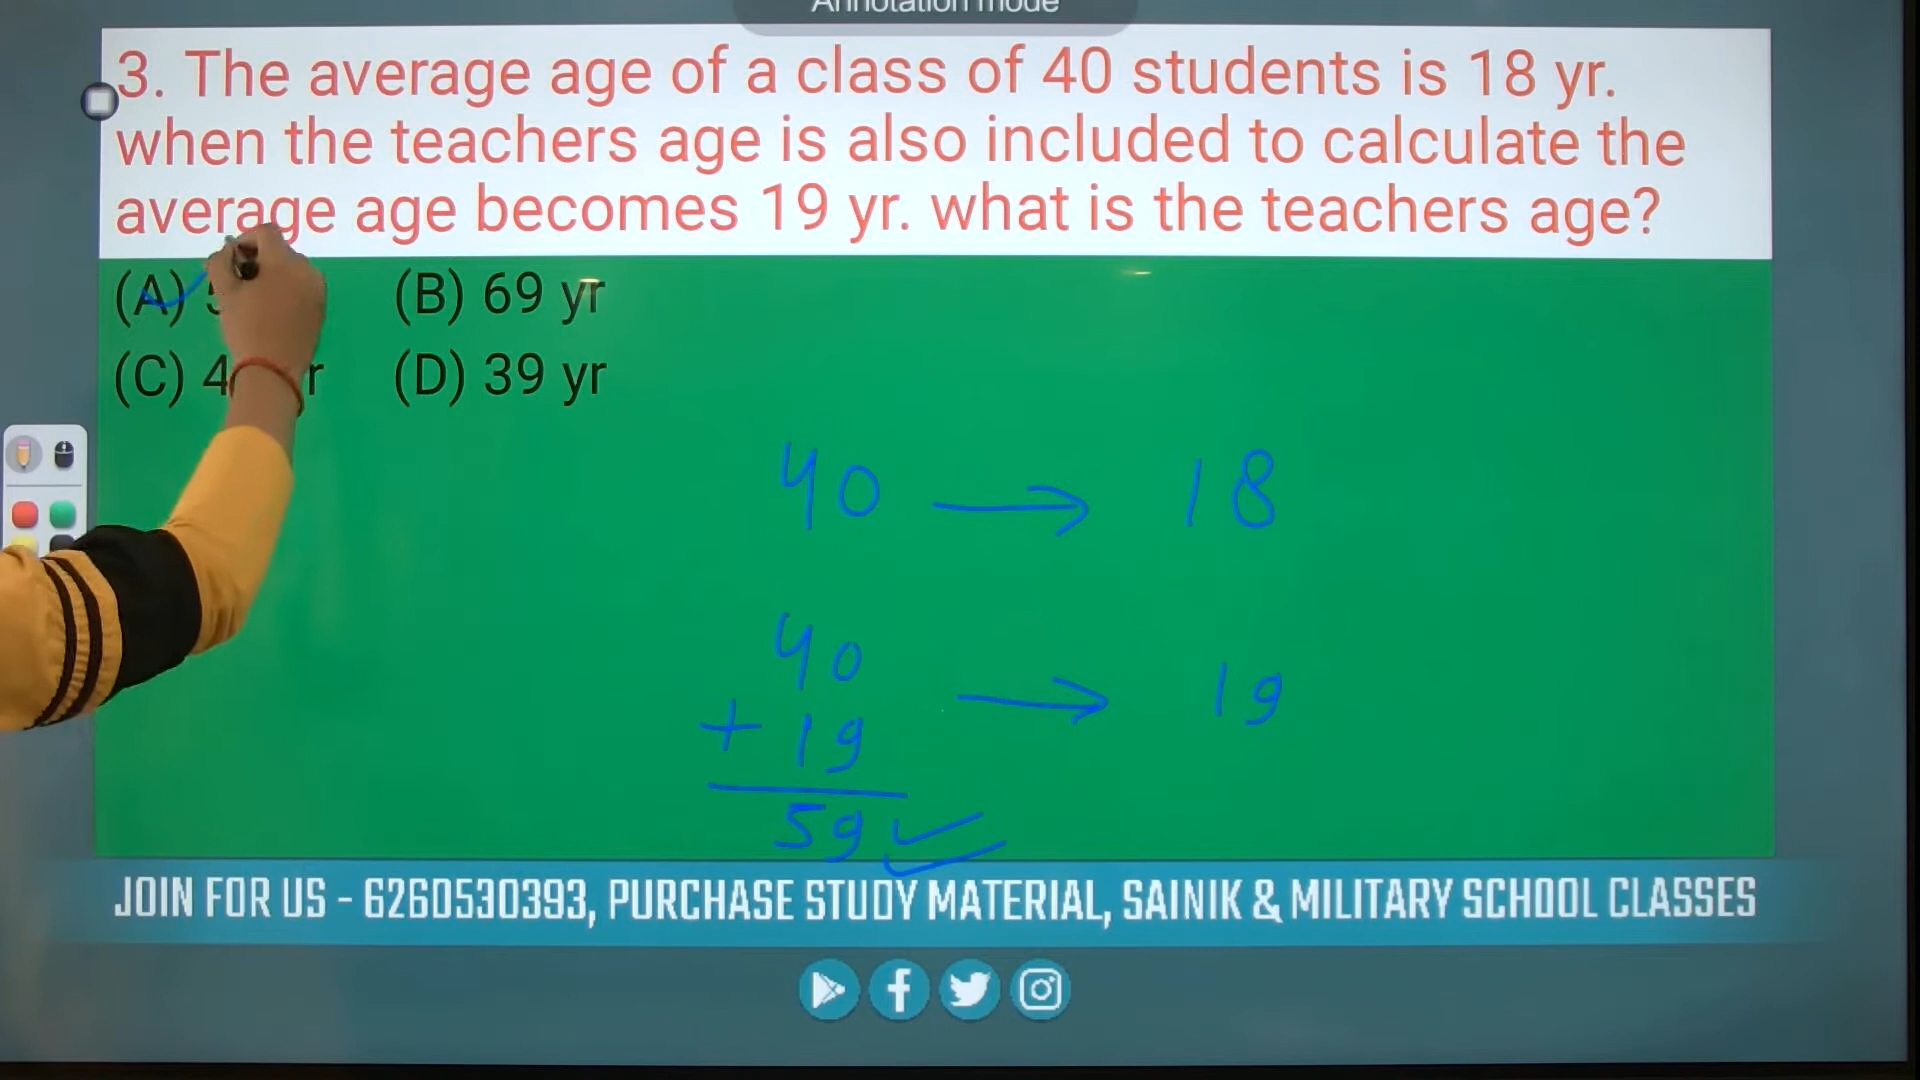 Annotation mode
3. The average age of a class of 40 students is 18 yr.
when the teachers age is also included to calculate the
average age becomes 19 yr. what is the teachers age?
(A) (B) 69 yr
(C) (D) 39 yr
40 → 18
40
+ 19 → 19
59
JOIN FOR US - 6260530393, PURCHASE STUDY MATERIAL, SAINIK & MILITARY SCHOOL CLASSES